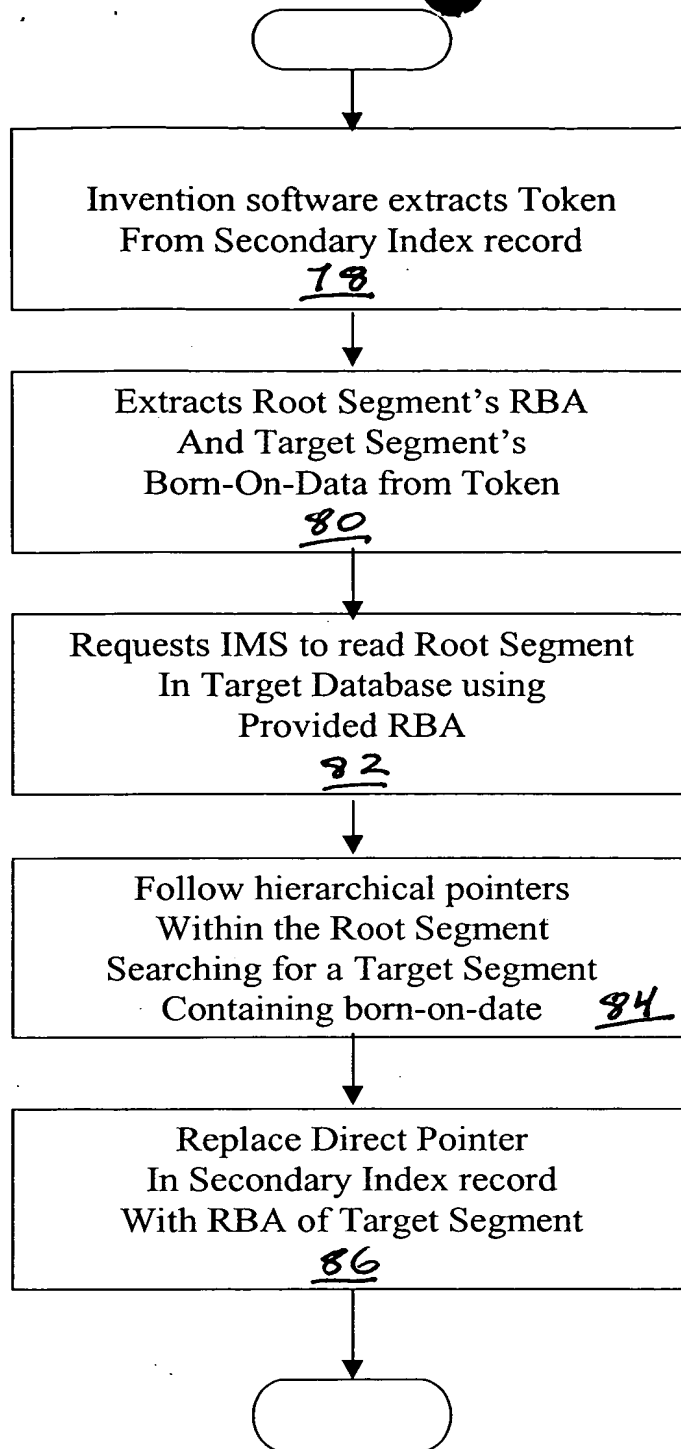 Invention software extracts Token
From Secondary Index record
78
Extracts Root Segment's RBA
And Target Segment's
Born-On-Data from Token
80
Requests IMS to read Root Segment
In Target Database using
Provided RBA
82
Follow hierarchical pointers
Within the Root Segment
Searching for a Target Segment
Containing born-on-date 84
Replace Direct Pointer
In Secondary Index record
With RBA of Target Segment
86